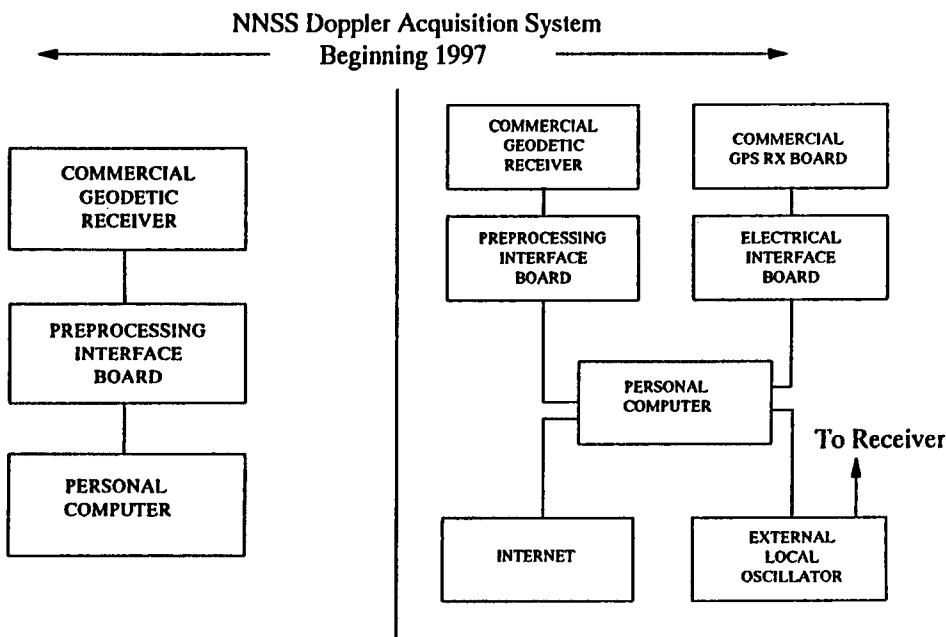 NNSS Doppler Acquisition System
Beginning 1997
COMMERCIAL
GEODETIC
RECEIVER
PREPROCESSING
INTERFACE
BOARD
PERSONAL
COMPUTER
COMMERCIAL
GEODETIC
RECEIVER
COMMERCIAL
GPS RX BOARD
PREPROCESSING
INTERFACE
BOARD
ELECTRICAL
INTERFACE
BOARD
PERSONAL
COMPUTER
To Receiver
INTERNET
EXTERNAL
LOCAL
OSCILLATOR